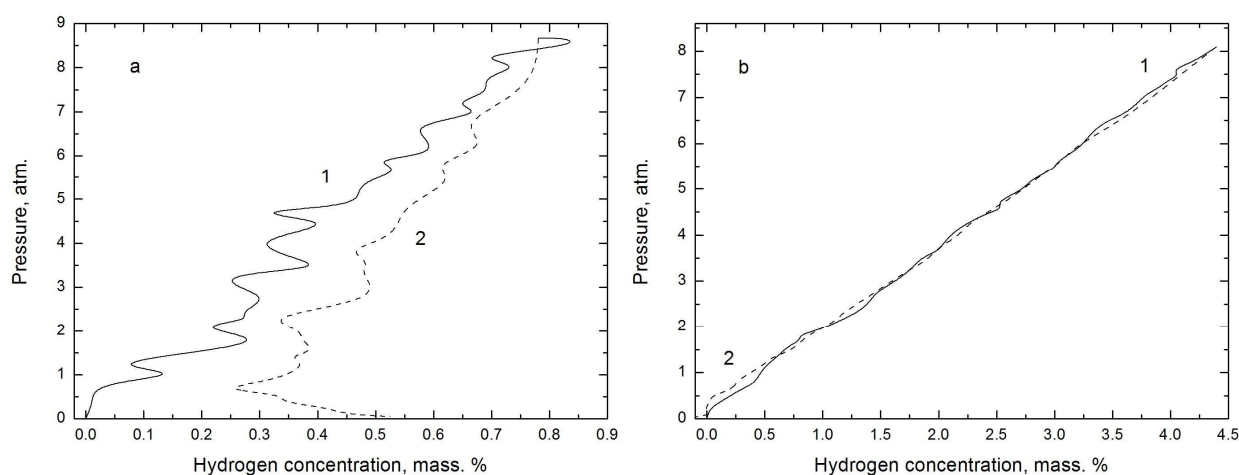 9
8
7
6
5
4
3
2
1
0
Pressure, atm.
a
1
2
0.0 0.1 0.2 0.3 0.4 0.5 0.6 0.7 0.8 0.9
Hydrogen concentration, mass. %
8
7
6
5
4
3
2
1
0
Pressure, atm.
b
1
2
0.0 0.5 1.0 1.5 2.0 2.5 3.0 3.5 4.0 4.5
Hydrogen concentration, mass. %